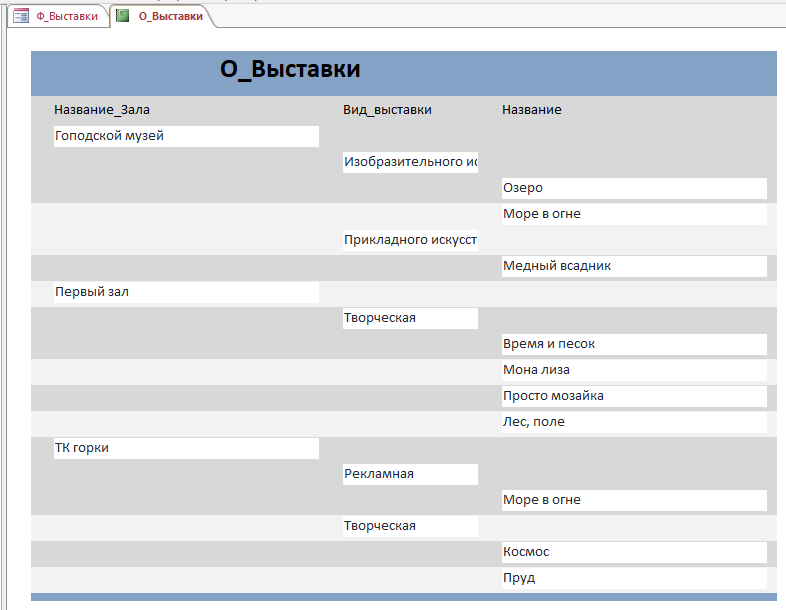 Ф_Выставки О_Выставки
О_Выставки
Название_Зала Вид_выставки Название
Гоподской музей
Изобразительного ис
Озеро
Море в огне
Прикладного искусст
Медный всадник
Первый зал
Творческая
Время и песок
Мона лиза
Просто мозайка
Лес, поле
ТК горки
Рекламная
Море в огне
Творческая
Космос
Пруд